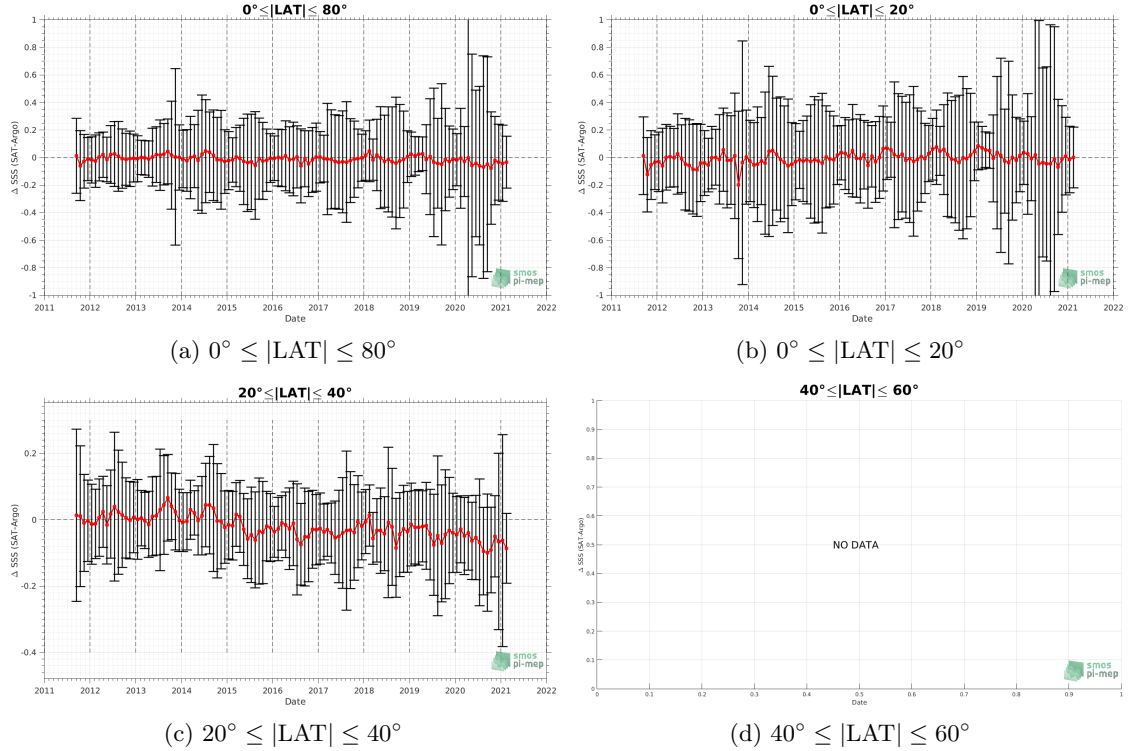 0°≤|LAT|≤ 80°
Δ SSS (SAT-Argo)
1
0.8
0.6
0.4
0.2
0
-0.2
-0.4
-0.6
-0.8
-1
2011 2012 2013 2014 2015 2016 2017 2018 2019 2020 2021 2022
Date
smos
pi-mep
(a) 0° ≤ |LAT| ≤ 80°
0°≤|LAT|≤ 20°
Δ SSS (SAT-Argo)
1
0.8
0.6
0.4
0.2
0
-0.2
-0.4
-0.6
-0.8
-1
2011 2012 2013 2014 2015 2016 2017 2018 2019 2020 2021 2022
Date
smos
pi-mep
(b) 0° ≤ |LAT| ≤ 20°
20°≤|LAT|≤ 40°
Δ SSS (SAT-Argo)
0.2
0
-0.2
-0.4
2011 2012 2013 2014 2015 2016 2017 2018 2019 2020 2021 2022
Date
smos
pi-mep
(c) 20° ≤ |LAT| ≤ 40°
40°≤|LAT|≤ 60°
Δ SSS (SAT-Argo)
1
0.9
0.8
0.7
0.6
0.5
0.4
0.3
0.2
0.1
0
NO DATA
0 0.1 0.2 0.3 0.4 0.5 0.6 0.7 0.8 0.9 1
Date
smos
pi-mep
(d) 40° ≤ |LAT| ≤ 60°